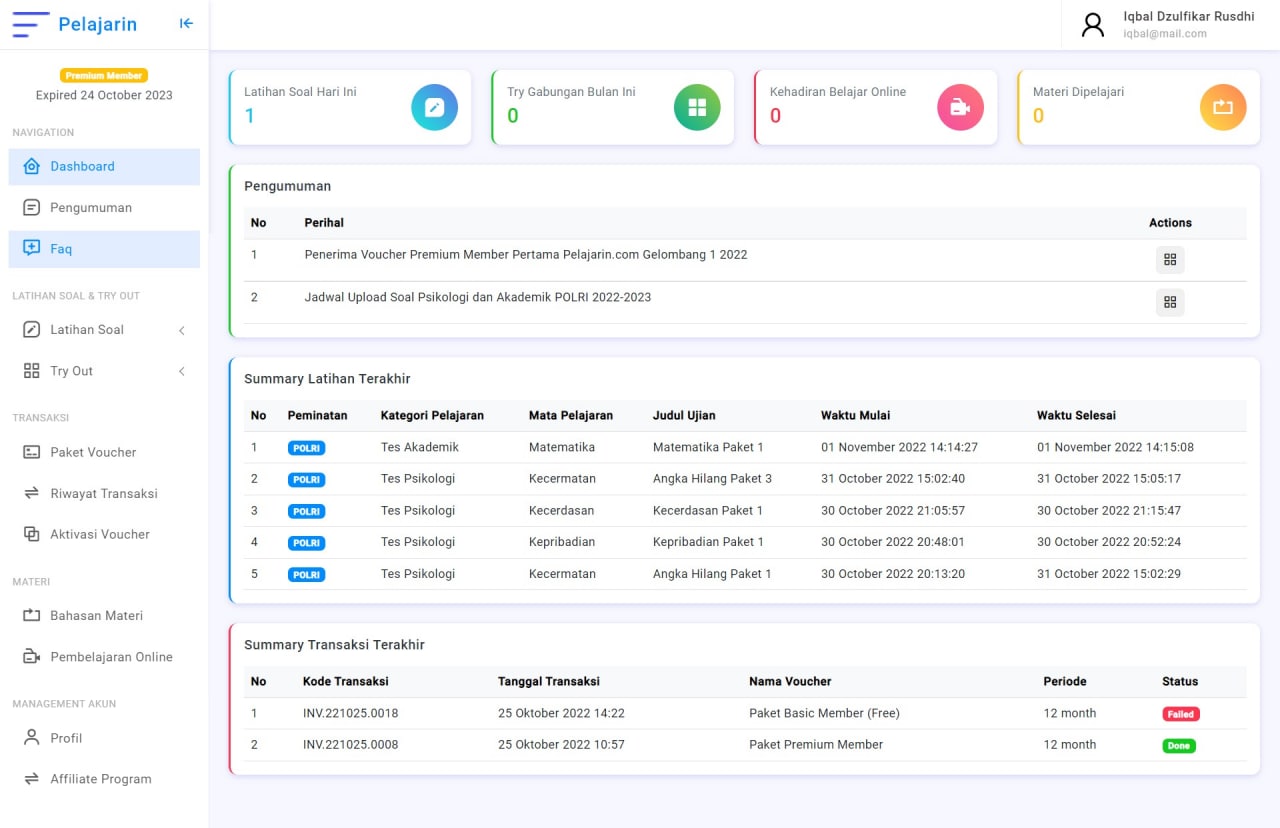 Pelajarin
Iqbal Dzulfikar Rusdhi
iqbal@mail.com
Premium Member
Expired 24 October 2023
NAVIGATION
Dashboard
Pengumuman
Faq
LATIHAN SOAL & TRY OUT
Latihan Soal
Try Out
TRANSAKSI
Paket Voucher
Riwayat Transaksi
Aktivasi Voucher
MATERI
Bahasan Materi
Pembelajaran Online
MANAGEMENT AKUN
Profil
Affiliate Program
Latihan Soal Hari Ini
1
Try Gabungan Bulan Ini
0
Kehadiran Belajar Online
0
Materi Dipelajari
0
Pengumuman
No Perihal Actions
1 Penerima Voucher Premium Member Pertama Pelajarin.com Gelombang 1 2022
2 Jadwal Upload Soal Psikologi dan Akademik POLRI 2022-2023
Summary Latihan Terakhir
No Peminatan Kategori Pelajaran Mata Pelajaran Judul Ujian Waktu Mulai Waktu Selesai
1 POLRI Tes Akademik Matematika Matematika Paket 1 01 November 2022 14:14:27 01 November 2022 14:15:08
2 POLRI Tes Psikologi Kecermatan Angka Hilang Paket 3 31 October 2022 15:02:40 31 October 2022 15:05:17
3 POLRI Tes Psikologi Kecerdasan Kecerdasan Paket 1 30 October 2022 21:05:57 30 October 2022 21:15:47
4 POLRI Tes Psikologi Kepribadian Kepribadian Paket 1 30 October 2022 20:48:01 30 October 2022 20:52:24
5 POLRI Tes Psikologi Kecermatan Angka Hilang Paket 1 30 October 2022 20:13:20 31 October 2022 15:02:29
Summary Transaksi Terakhir
No Kode Transaksi Tanggal Transaksi Nama Voucher Periode Status
1 INV.221025.0018 25 Oktober 2022 14:22 Paket Basic Member (Free) 12 month Failed
2 INV.221025.0008 25 Oktober 2022 10:57 Paket Premium Member 12 month Done